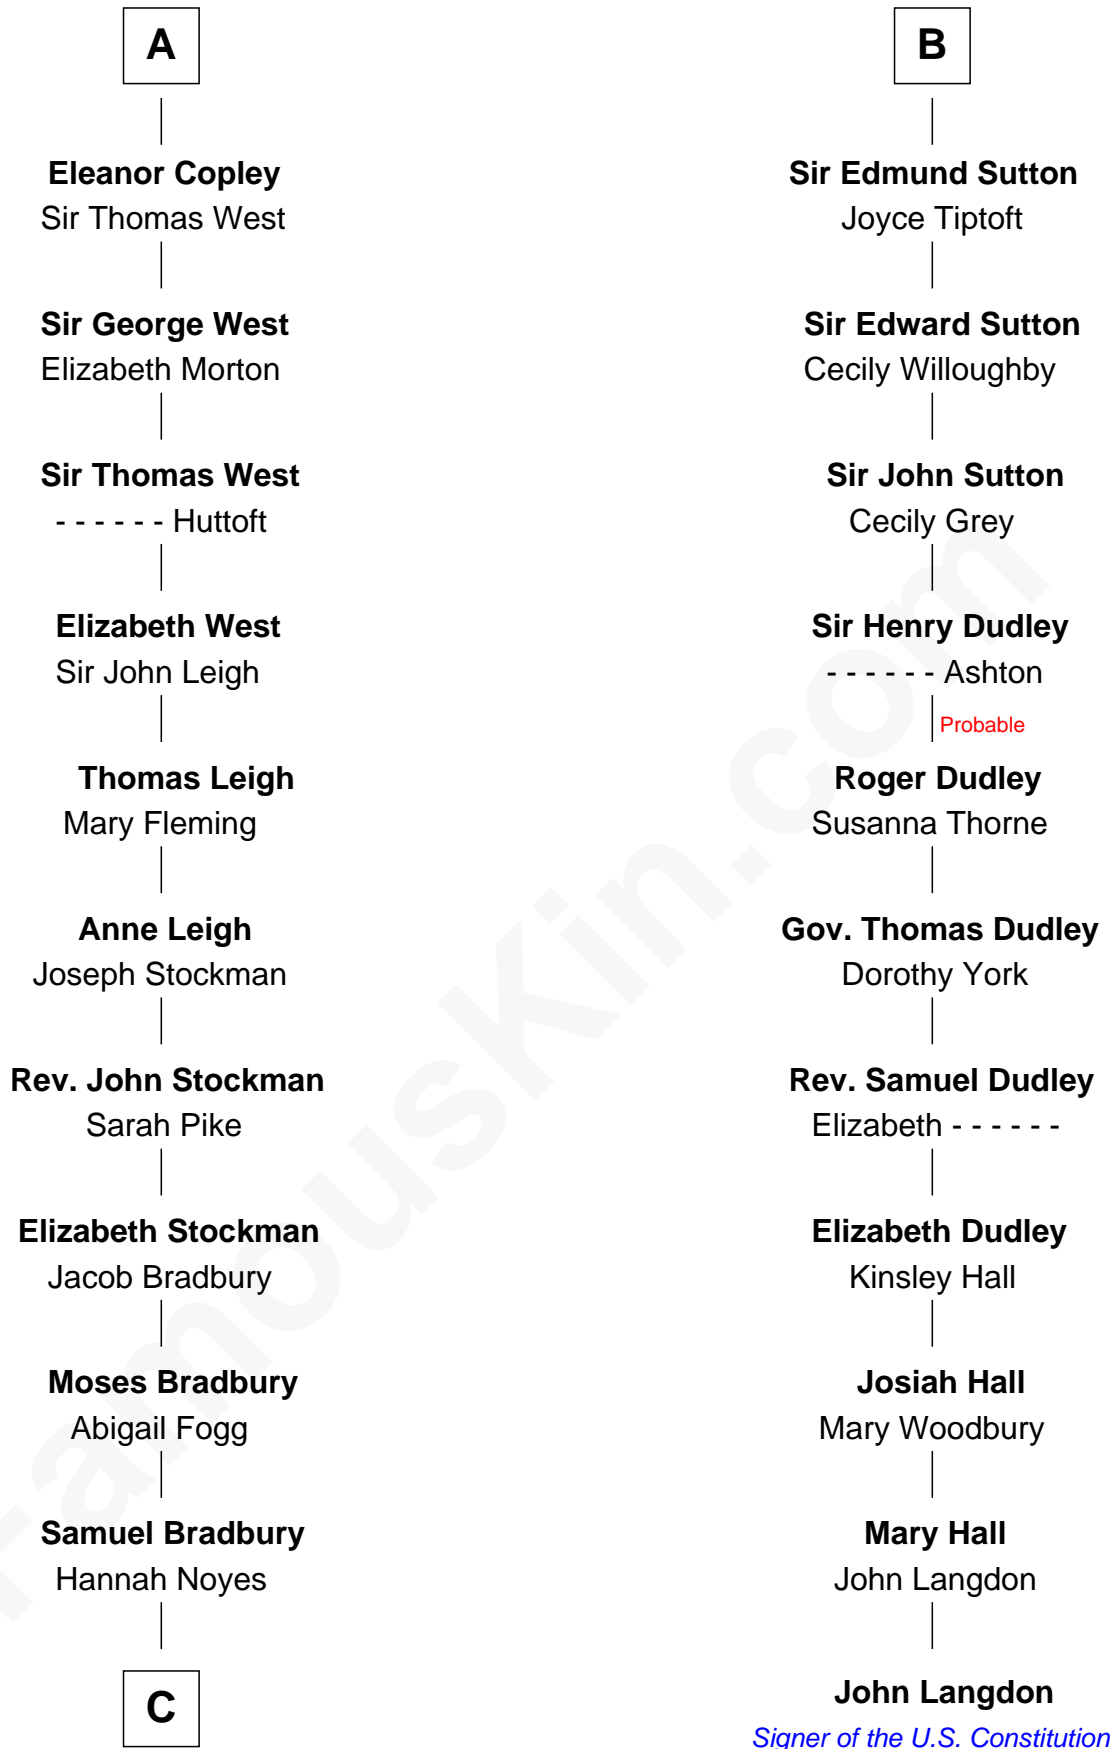 A
Eleanor Copley
Sir Thomas West
Sir George West
Elizabeth Morton
Sir Thomas West
- - - - - - Huttoft
Elizabeth West
Sir John Leigh
Thomas Leigh
Mary Fleming
Anne Leigh
Joseph Stockman
Rev. John Stockman
Sarah Pike
Elizabeth Stockman
Jacob Bradbury
Moses Bradbury
Abigail Fogg
Samuel Bradbury
Hannah Noyes
C
B
Sir Edmund Sutton
Joyce Tiptoft
Sir Edward Sutton
Cecily Willoughby
Sir John Sutton
Cecily Grey
Sir Henry Dudley
- - - - - - Ashton
Probable
Roger Dudley
Susanna Thorne
Gov. Thomas Dudley
Dorothy York
Rev. Samuel Dudley
Elizabeth - - - - - -
Elizabeth Dudley
Kinsley Hall
Josiah Hall
Mary Woodbury
Mary Hall
John Langdon
John Langdon
Signer of the U.S. Constitution
FamousKin.com